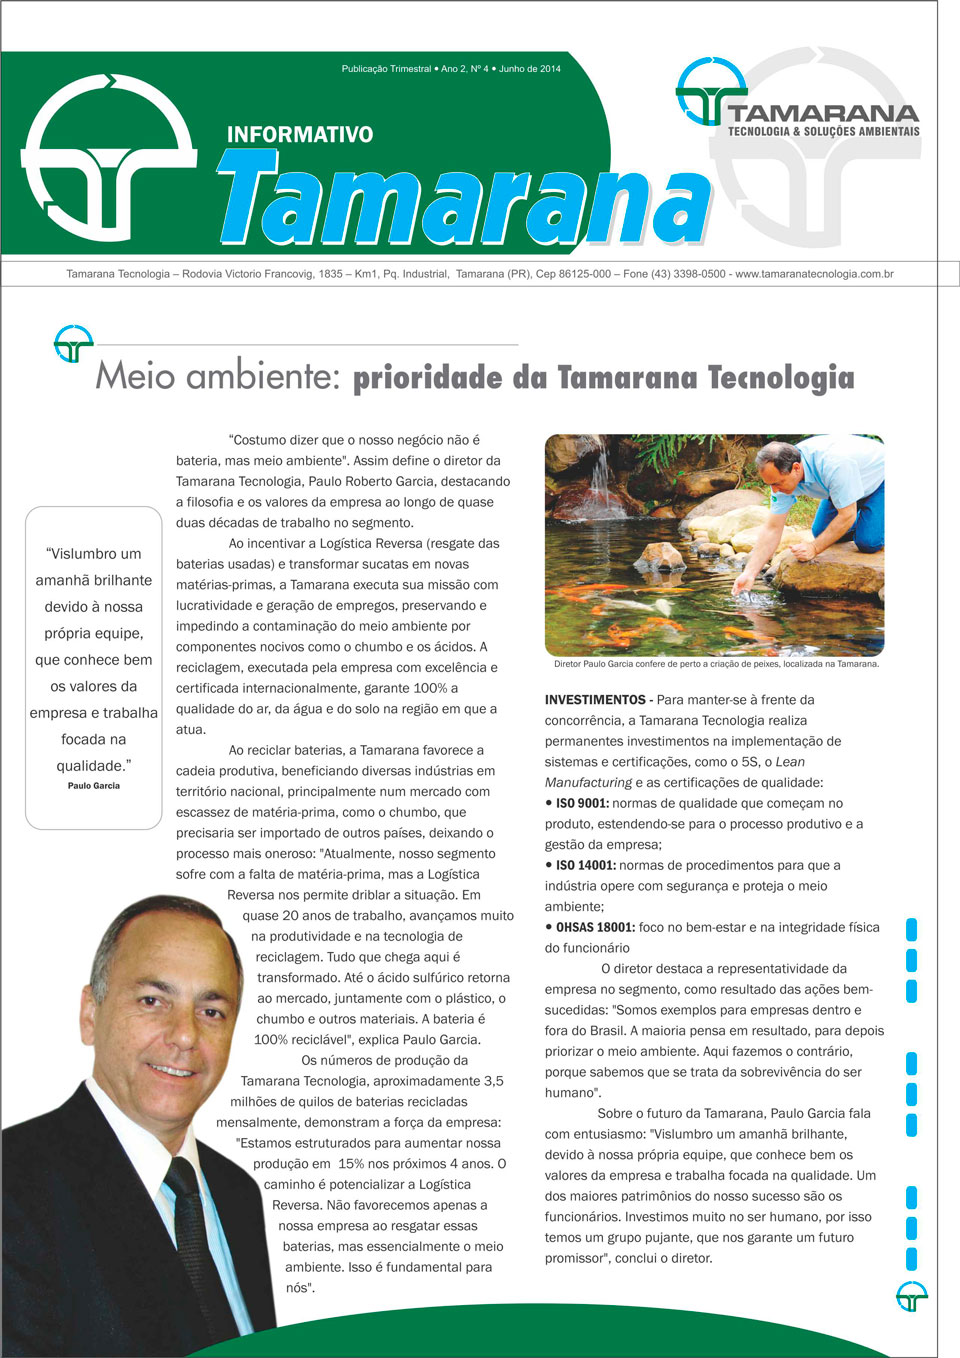 Publicação Trimestral • Ano 2, Nº 4 • Junho de 2014
INFORMATIVO
Tamarana
TAMARANA
TECNOLOGIA & SOLUÇÕES AMBIENTAIS
Tamarana Tecnologia – Rodovia Victorio Francovig, 1835 – Km1, Pq. Industrial, Tamarana (PR), Cep 86125-000 – Fone (43) 3398-0500 - www.tamaranatecnologia.com.br
Meio ambiente: prioridade da Tamarana Tecnologia
“Vislumbro um
amanhã brilhante
devido à nossa
própria equipe,
que conhece bem
os valores da
empresa e trabalha
focada na
qualidade.”
Paulo Garcia
“Costumo dizer que o nosso negócio não é
bateria, mas meio ambiente". Assim define o diretor da
Tamarana Tecnologia, Paulo Roberto Garcia, destacando
a filosofia e os valores da empresa ao longo de quase
duas décadas de trabalho no segmento.
Ao incentivar a Logística Reversa (resgate das
baterias usadas) e transformar sucatas em novas
matérias-primas, a Tamarana executa sua missão com
lucratividade e geração de empregos, preservando e
impedindo a contaminação do meio ambiente por
componentes nocivos como o chumbo e os ácidos. A
reciclagem, executada pela empresa com excelência e
certificada internacionalmente, garante 100% a
qualidade do ar, da água e do solo na região em que a
atua.
Ao reciclar baterias, a Tamarana favorece a
cadeia produtiva, beneficiando diversas indústrias em
território nacional, principalmente num mercado com
escassez de matéria-prima, como o chumbo, que
precisaria ser importado de outros países, deixando o
processo mais oneroso: "Atualmente, nosso segmento
sofre com a falta de matéria-prima, mas a Logística
Reversa nos permite driblar a situação. Em
quase 20 anos de trabalho, avançamos muito
na produtividade e na tecnologia de
reciclagem. Tudo que chega aqui é
transformado. Até o ácido sulfúrico retorna
ao mercado, juntamente com o plástico, o
chumbo e outros materiais. A bateria é
100% reciclável", explica Paulo Garcia.
Os números de produção da
Tamarana Tecnologia, aproximadamente 3,5
milhões de quilos de baterias recicladas
mensalmente, demonstram a força da empresa:
"Estamos estruturados para aumentar nossa
produção em 15% nos próximos 4 anos. O
caminho é potencializar a Logística
Reversa. Não favorecemos apenas a
nossa empresa ao resgatar essas
baterias, mas essencialmente o meio
ambiente. Isso é fundamental para
nós".
Diretor Paulo Garcia confere de perto a criação de peixes, localizada na Tamarana.
INVESTIMENTOS - Para manter-se à frente da
concorrência, a Tamarana Tecnologia realiza
permanentes investimentos na implementação de
sistemas e certificações, como o 5S, o Lean
Manufacturing e as certificações de qualidade:
• ISO 9001: normas de qualidade que começam no
produto, estendendo-se para o processo produtivo e a
gestão da empresa;
• ISO 14001: normas de procedimentos para que a
indústria opere com segurança e proteja o meio
ambiente;
• OHSAS 18001: foco no bem-estar e na integridade física
do funcionário
O diretor destaca a representatividade da
empresa no segmento, como resultado das ações bem-
sucedidas: "Somos exemplos para empresas dentro e
fora do Brasil. A maioria pensa em resultado, para depois
priorizar o meio ambiente. Aqui fazemos o contrário,
porque sabemos que se trata da sobrevivência do ser
humano".
Sobre o futuro da Tamarana, Paulo Garcia fala
com entusiasmo: "Vislumbro um amanhã brilhante,
devido à nossa própria equipe, que conhece bem os
valores da empresa e trabalha focada na qualidade. Um
dos maiores patrimônios do nosso sucesso são os
funcionários. Investimos muito no ser humano, por isso
temos um grupo pujante, que nos garante um futuro
promissor", conclui o diretor.